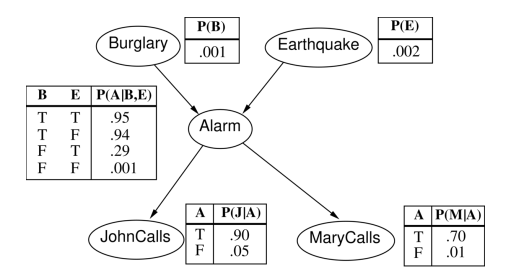 Burglary
P(B)
.001
Earthquake
P(E)
.002
B E P(A|B,E)
T T .95
T F .94
F T .29
F F .001
Alarm
JohnCalls
A P(J|A)
T .90
F .05
MaryCalls
A P(M|A)
T .70
F .01